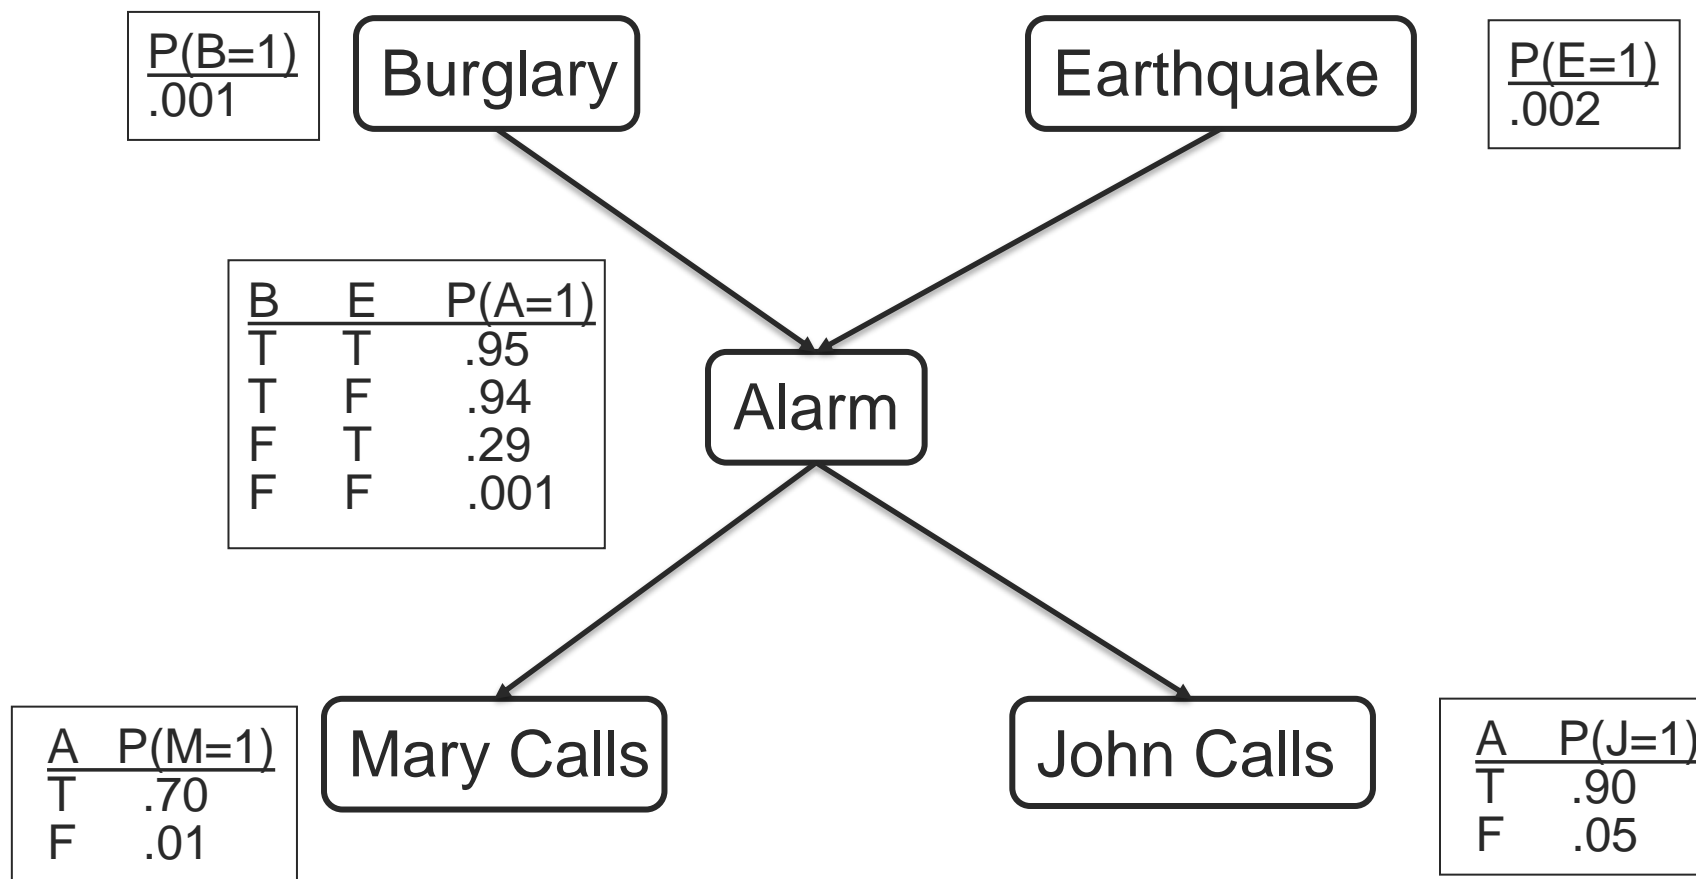 P(B=1)
.001
Burglary
Earthquake
P(E=1)
.002
B E P(A=1)
T T .95
T F .94
F T .29
F F .001
Alarm
A P(M=1)
T .70
F .01
Mary Calls
John Calls
A P(J=1)
T .90
F .05